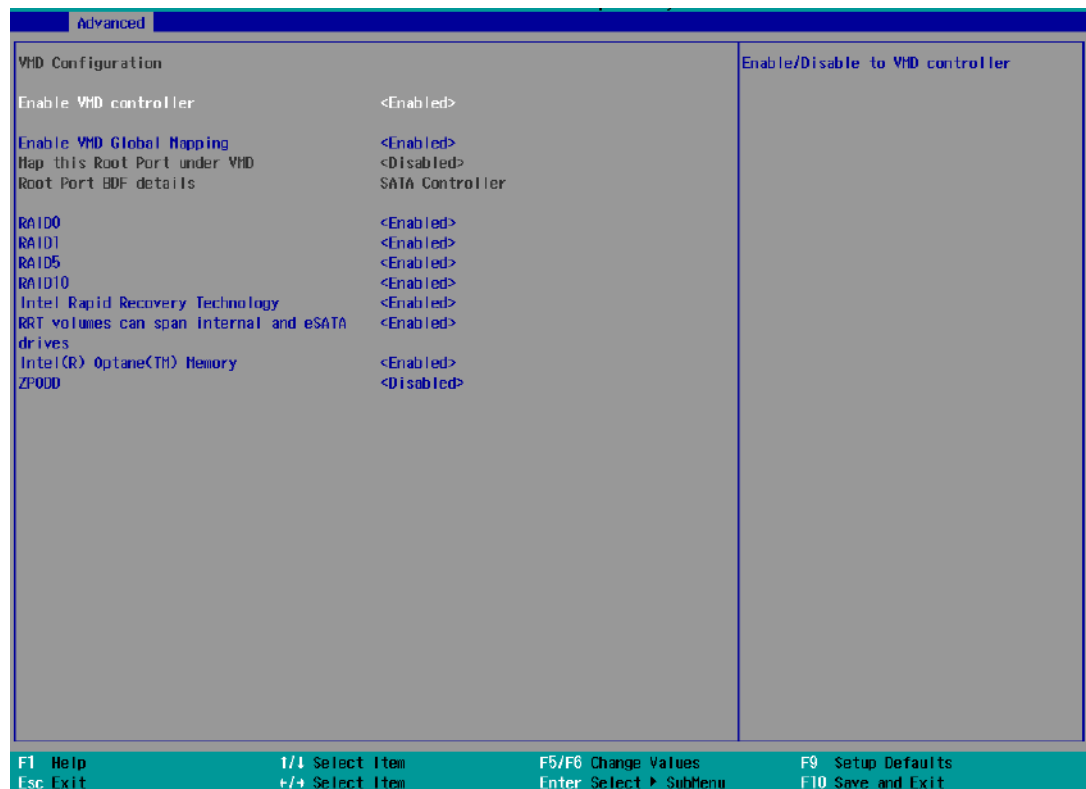 Advanced
VMD Configuration
Enable/Disable to VMD controller
Enable VMD controller <Enabled>
Enable VMD Global Mapping <Enabled>
Map this Root Port under VMD <Disabled>
Root Port BDF details SATA Controller
RAID0 <Enabled>
RAID1 <Enabled>
RAID5 <Enabled>
RAID10 <Enabled>
Intel Rapid Recovery Technology <Enabled>
RRT volumes can span internal and eSATA <Enabled>
drives
Intel(R) Optane(TM) Memory <Enabled>
ZPODD <Disabled>
F1 Help ↑/↓ Select Item F5/F6 Change Values F9 Setup Defaults
Esc Exit ←/→ Select Item Enter Select ▶ SubMenu F10 Save and Exit